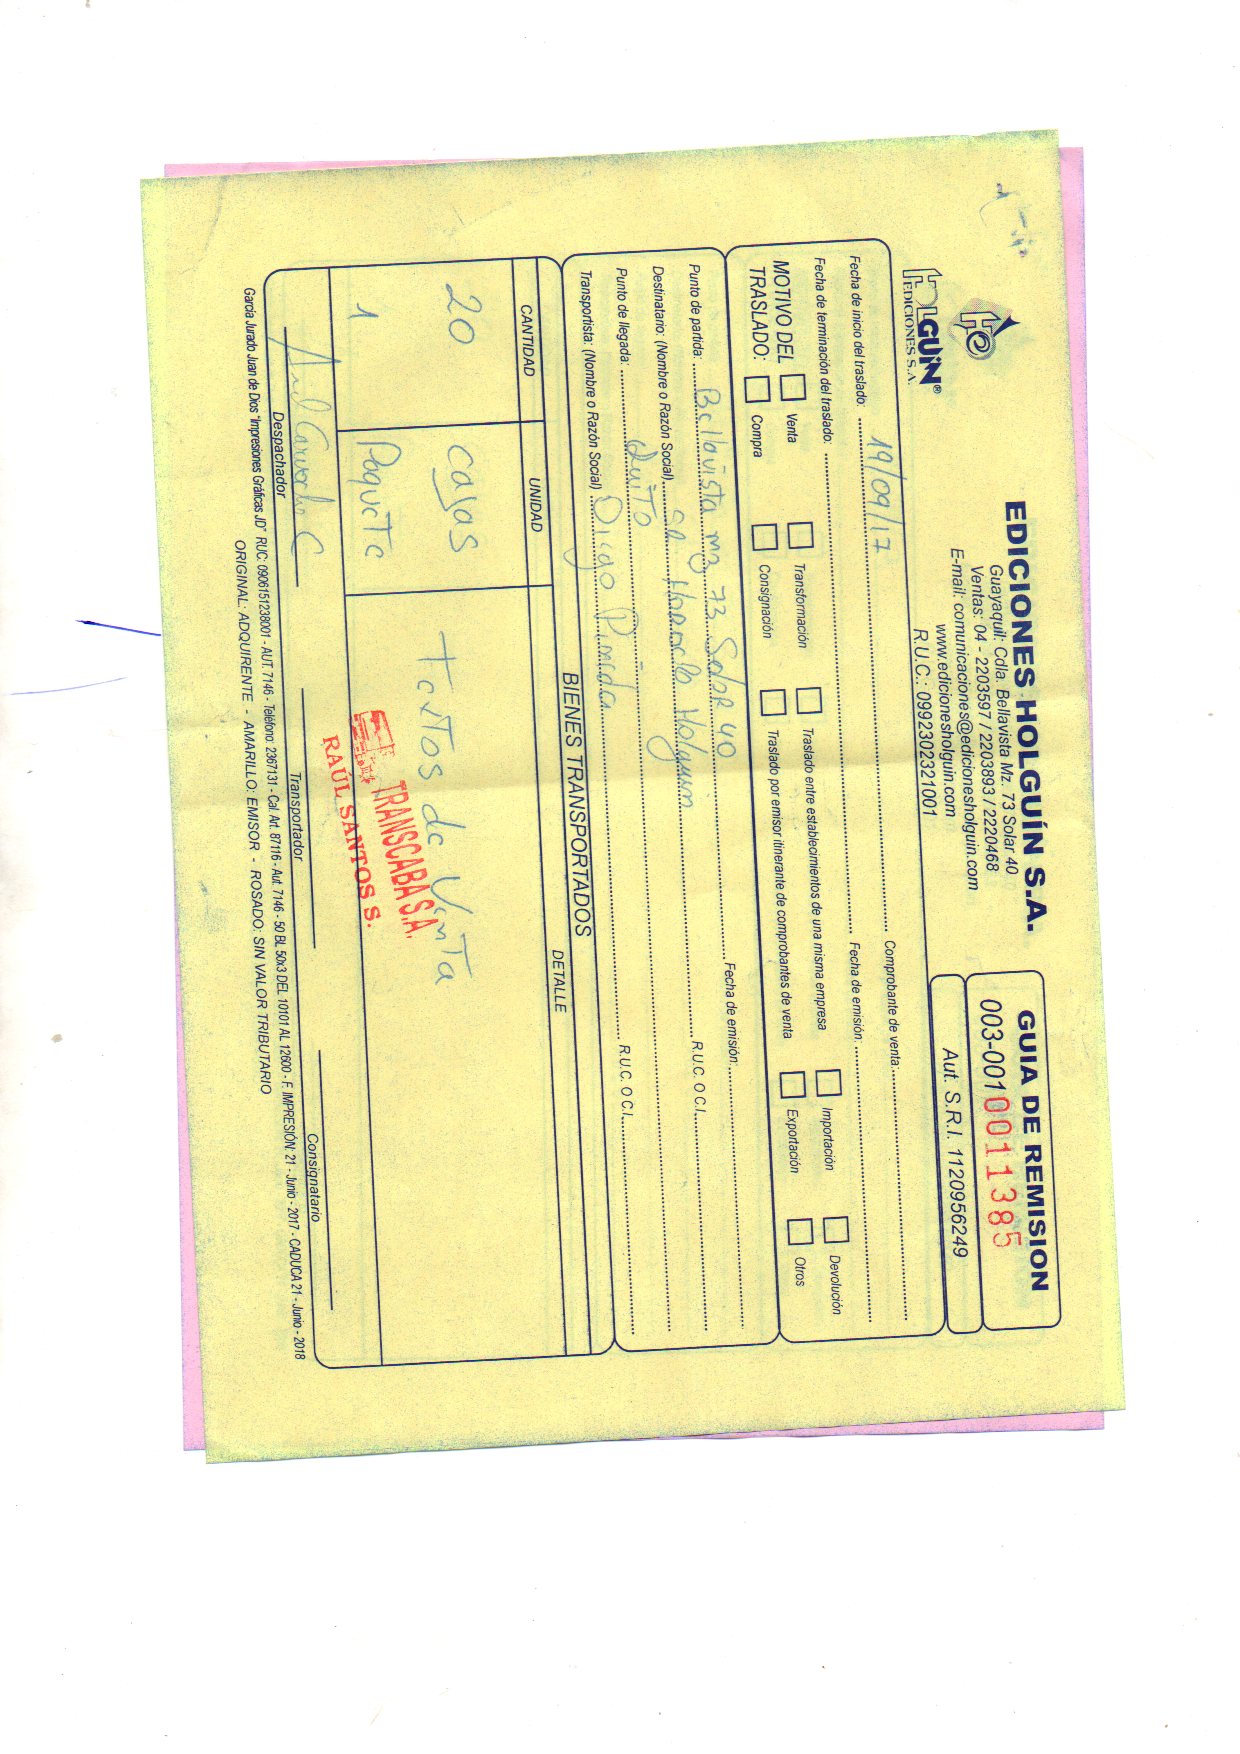 HOLGUÍN®
EDICIONES S.A.
EDICIONES HOLGUÍN S.A.
Guayaquil: Cdla. Bellavista Mz. 73 Solar 40
Ventas: 04 - 2203597 / 2203893 / 2220468
E-mail: comunicaciones@edicionesholguin.com
www.edicionesholguin.com
R.U.C.: 0992302321001
GUIA DE REMISION
003-001 0011385
Aut. S.R.I. 1120956249
Fecha de inicio del traslado: 19/09/17 Comprobante de venta:
Fecha de terminación del traslado: Fecha de emisión:
MOTIVO DEL TRASLADO:
Venta Transformación Traslado entre establecimientos de una misma empresa Importación Devolución
Compra Consignación Traslado por emisor itinerante de comprobantes de venta Exportación Otros
Punto de partida: Bellavista mz 73 Solar 40 Fecha de emisión:
Destinatario: (Nombre o Razón Social) SR. Holguin R.U.C. O C.I.
Punto de llegada: Quito
Transportista: (Nombre o Razón Social) Diego Pineda R.U.C. O C.I.
BIENES TRANSPORTADOS
CANTIDAD UNIDAD DETALLE
20 cajas Textos de Venta
1 Paquete
TRANSCABA S.A.
RAÚL SANTOS S.
Despachador Transportador Consignatario
García Jurado Juan de Dios "Impresiones Gráficas JD" RUC: 0906151238001 - AUT. 7146 - Teléfono: 2367131 - Cal. Art. 87116 - Aut. 7146 - 50 BL 50x3 DEL 10101 AL 12600 - F. IMPRESIÓN: 21 - Junio - 2017 - CADUCA 21 - Junio - 2018
ORIGINAL: ADQUIRENTE - AMARILLO: EMISOR - ROSADO: SIN VALOR TRIBUTARIO